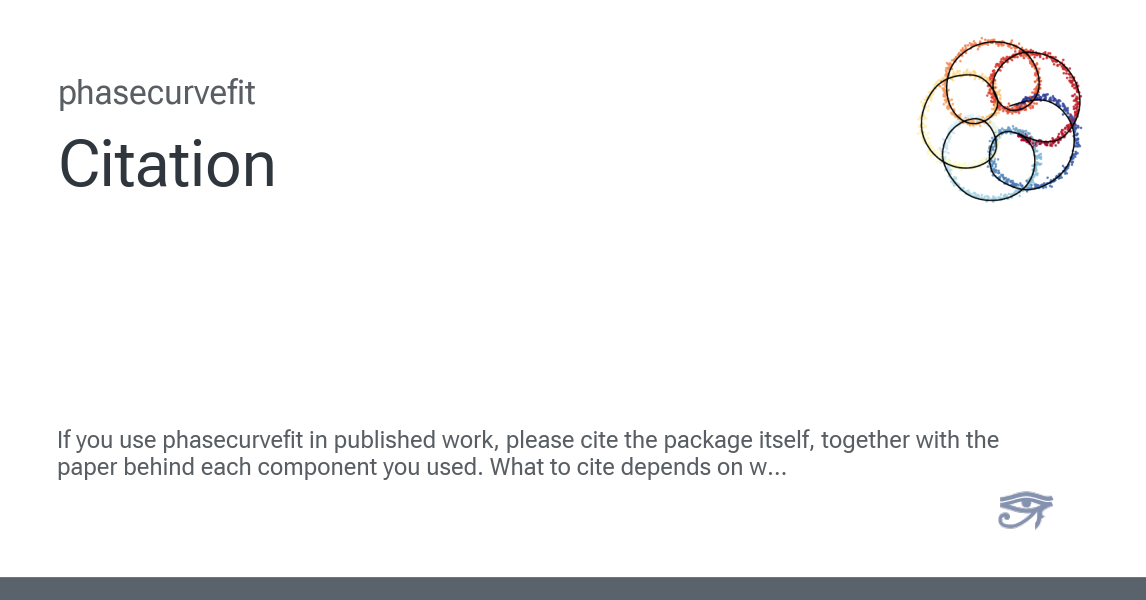 phasecurvefit
Citation
If you use phasecurvefit in published work, please cite the package itself, together with the
paper behind each component you used. What to cite depends on w...